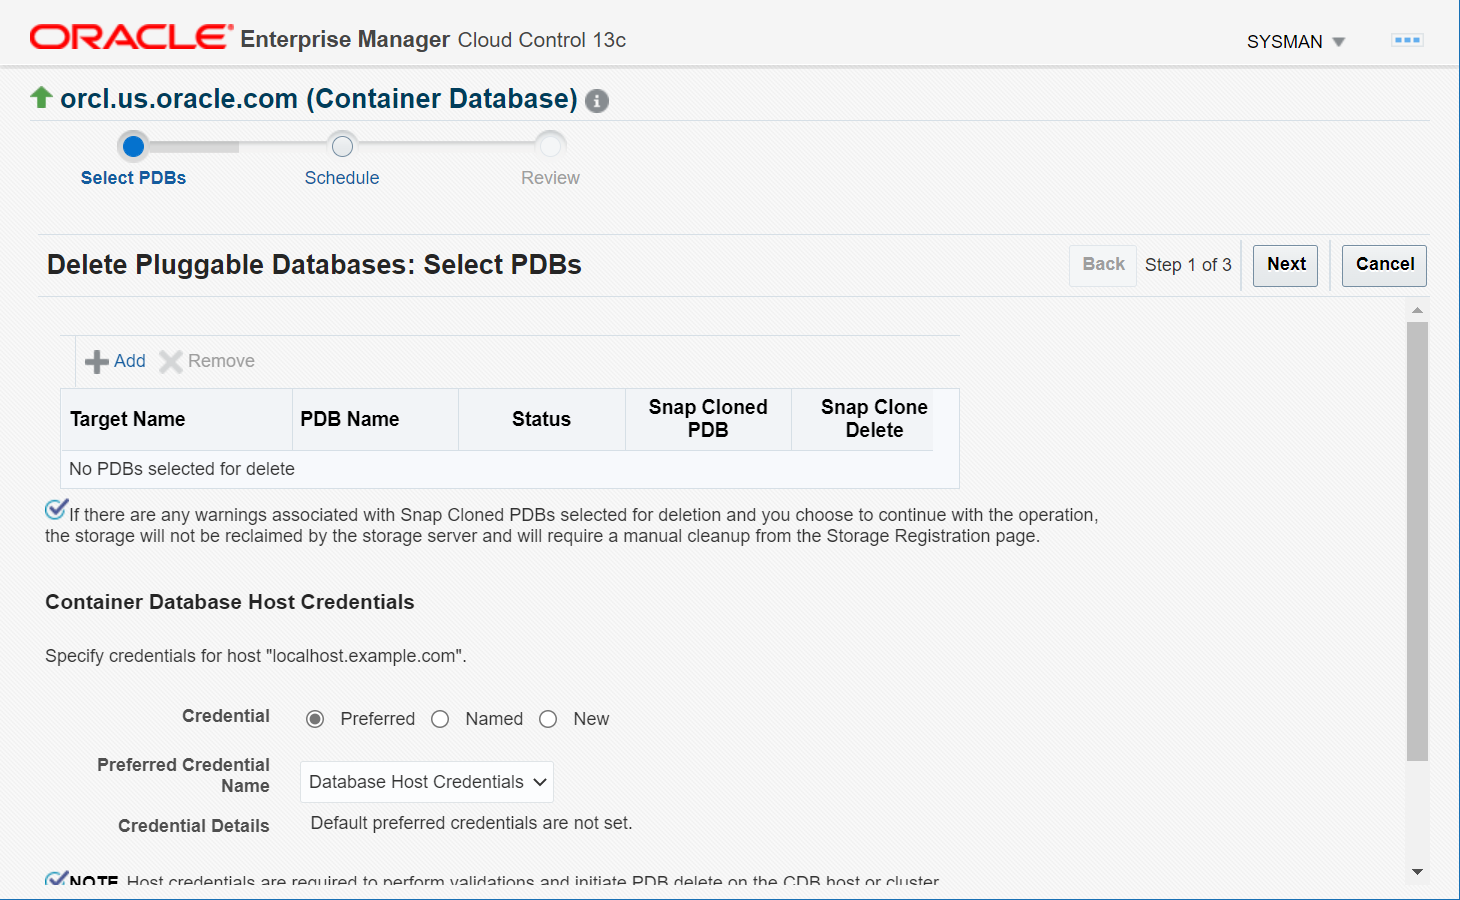 ORACLE® Enterprise Manager Cloud Control 13c
SYSMAN
orcl.us.oracle.com (Container Database)
Select PDBs
Schedule
Review
Delete Pluggable Databases: Select PDBs
Back
Step 1 of 3
Next
Cancel
Add
Remove
Target Name
PDB Name
Status
Snap Cloned
PDB
Snap Clone
Delete
No PDBs selected for delete
If there are any warnings associated with Snap Cloned PDBs selected for deletion and you choose to continue with the operation,
the storage will not be reclaimed by the storage server and will require a manual cleanup from the Storage Registration page.
Container Database Host Credentials
Specify credentials for host "localhost.example.com".
Credential
Preferred
Named
New
Preferred Credential
Name
Database Host Credentials
Credential Details
Default preferred credentials are not set.
NOTE Host credentials are required to perform validations and initiate PDB delete on the CDB host or cluster